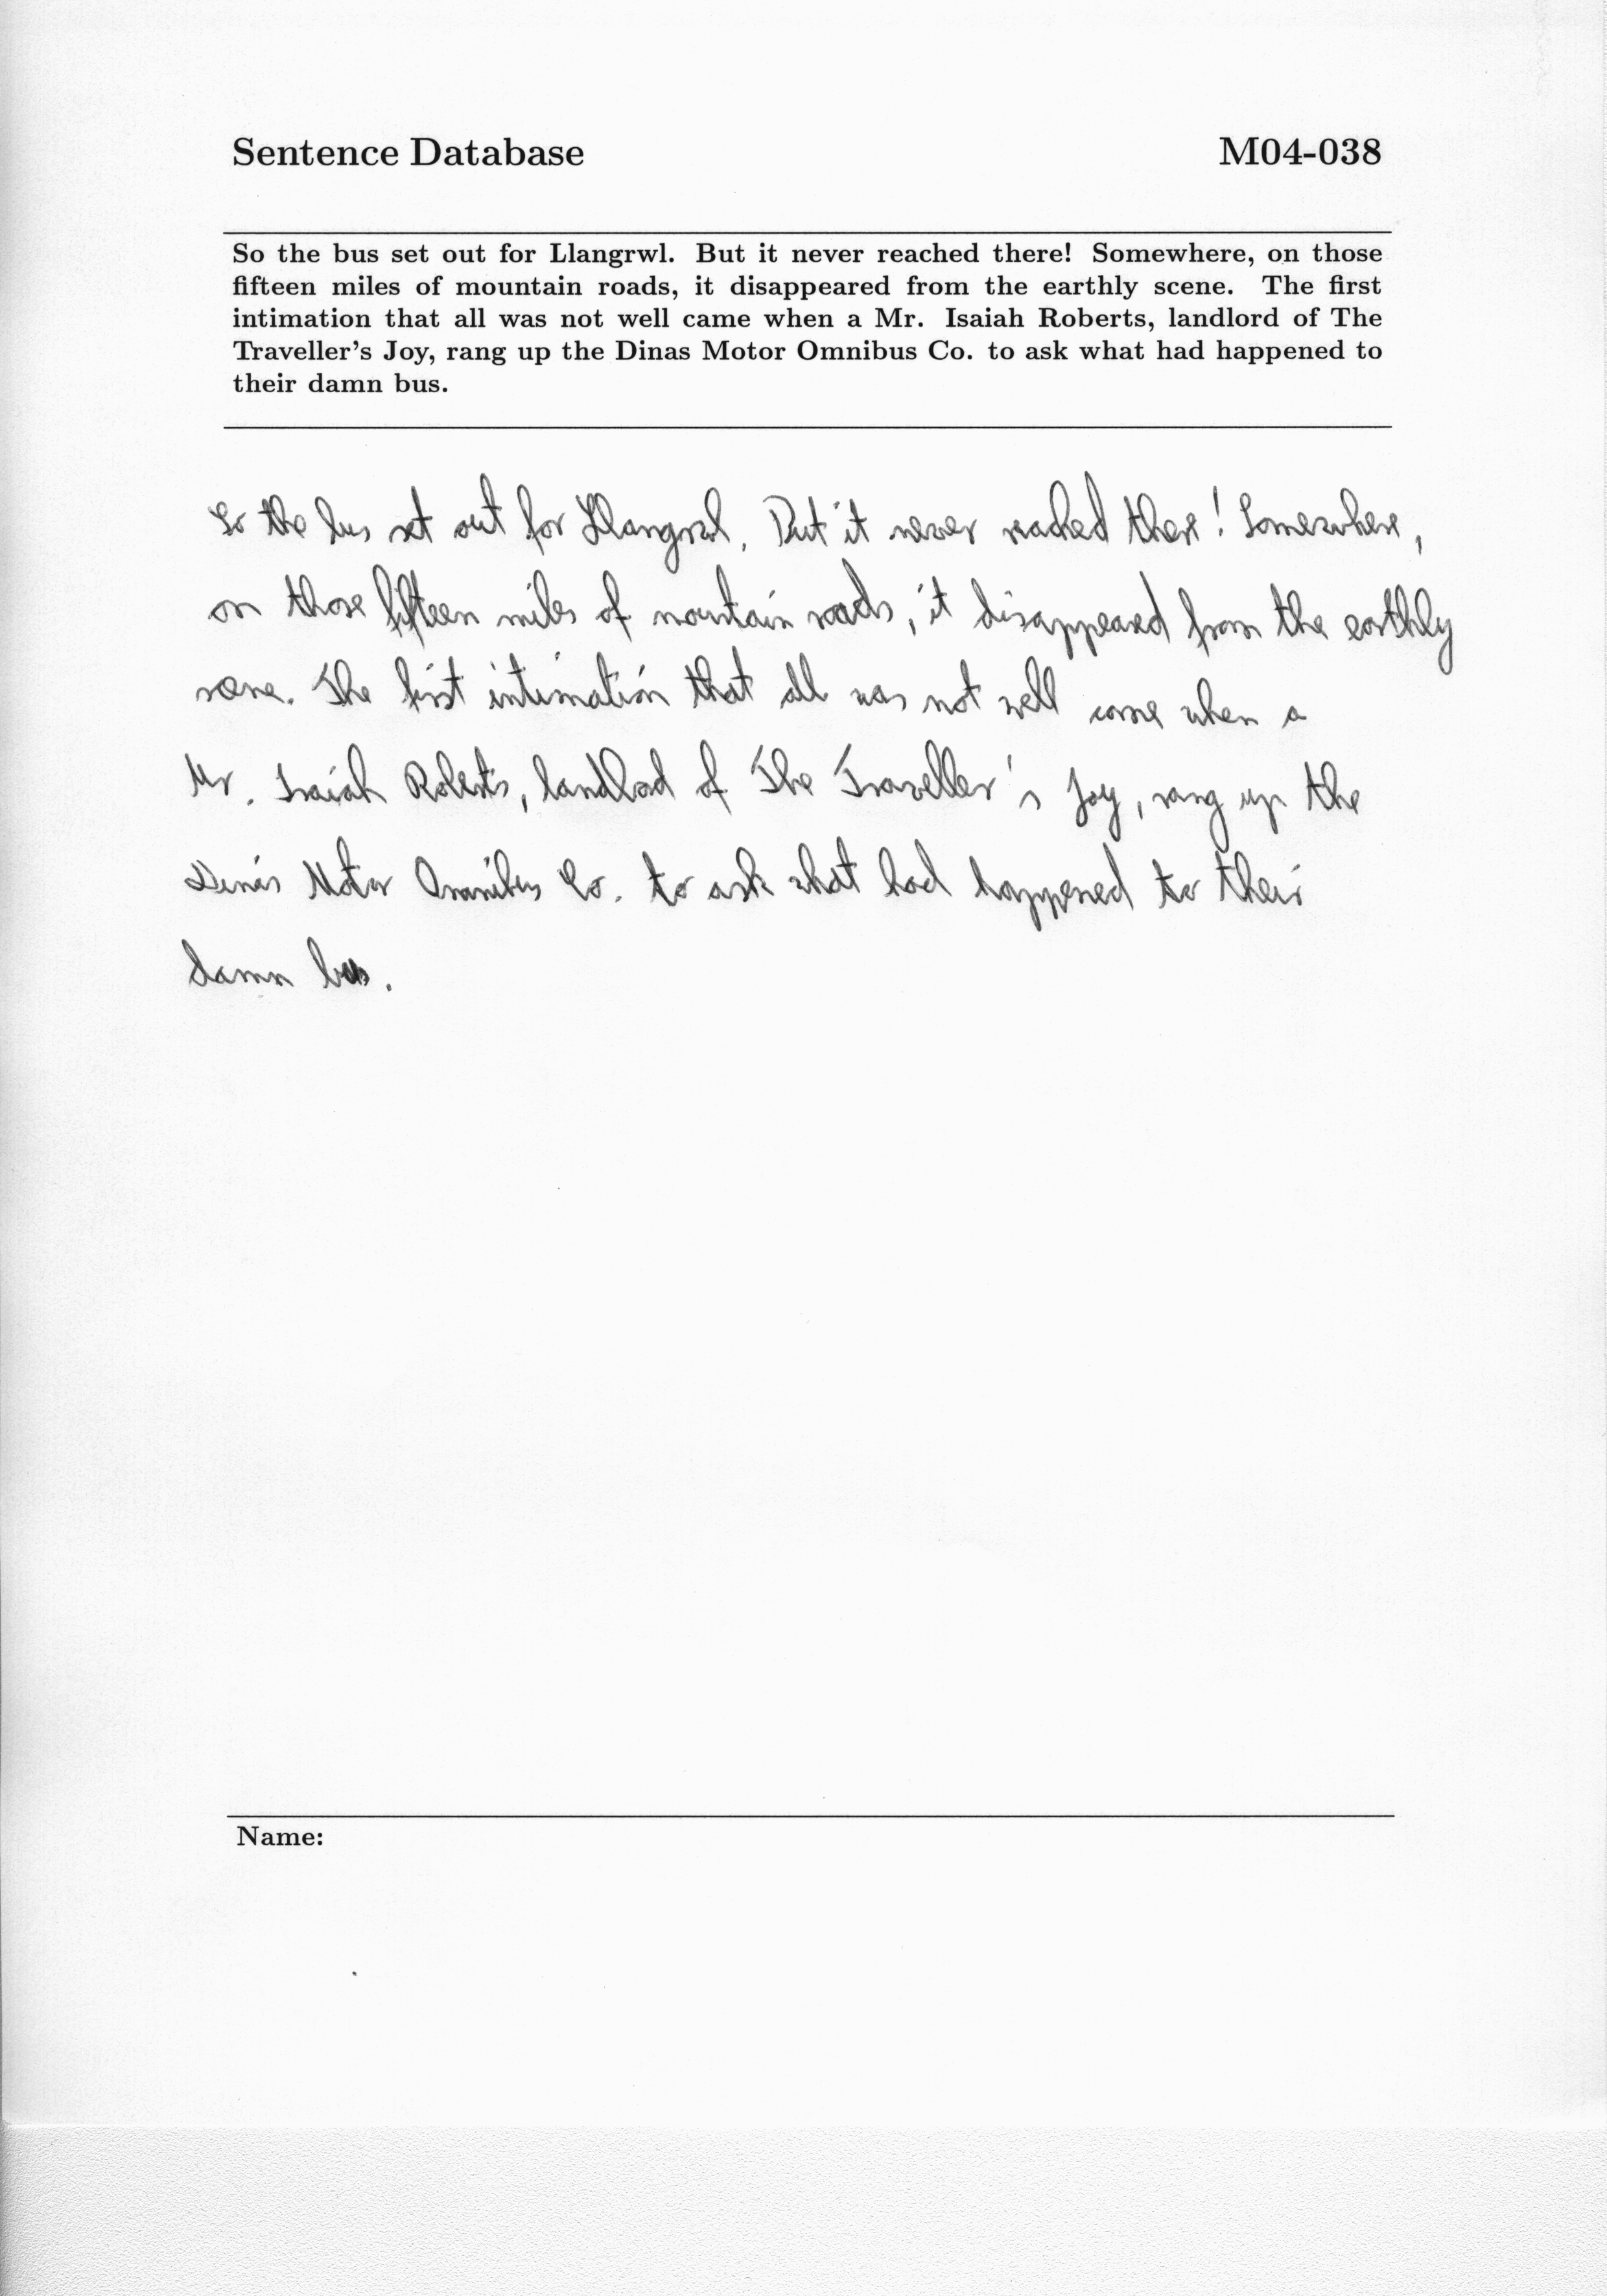 Sentence Database M04-038
So the bus set out for Llangrwl. But it never reached there! Somewhere, on those
fifteen miles of mountain roads, it disappeared from the earthly scene. The first
intimation that all was not well came when a Mr. Isaiah Roberts, landlord of The
Traveller's Joy, rang up the Dinas Motor Omnibus Co. to ask what had happened to
their damn bus.
So the bus set out for Llangrwl. But it never reached there! Somewhere,
on those fifteen miles of mountain roads, it disappeared from the earthly
scene. The first intimation that all was not well came when a
Mr. Isaiah Roberts, landlord of The Traveller's Joy, rang up the
Dinas Motor Omnibus Co. to ask what had happened to their
damn bus.
Name: